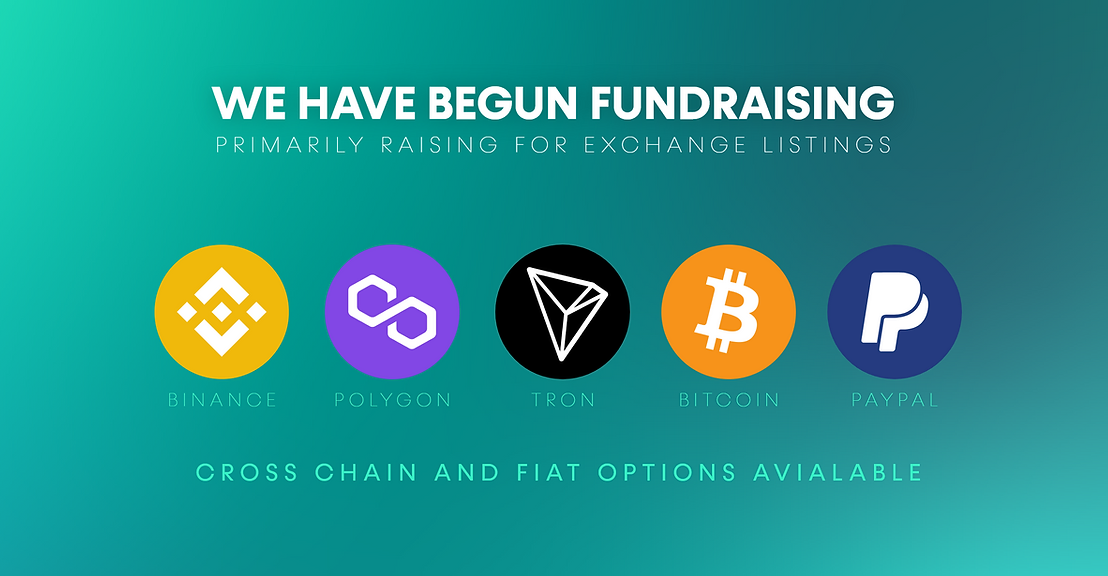 WE HAVE BEGUN FUNDRAISING
PRIMARILY RAISING FOR EXCHANGE LISTINGS
BINANCE POLYGON TRON BITCOIN PAYPAL
CROSS CHAIN AND FIAT OPTIONS AVIALABLE